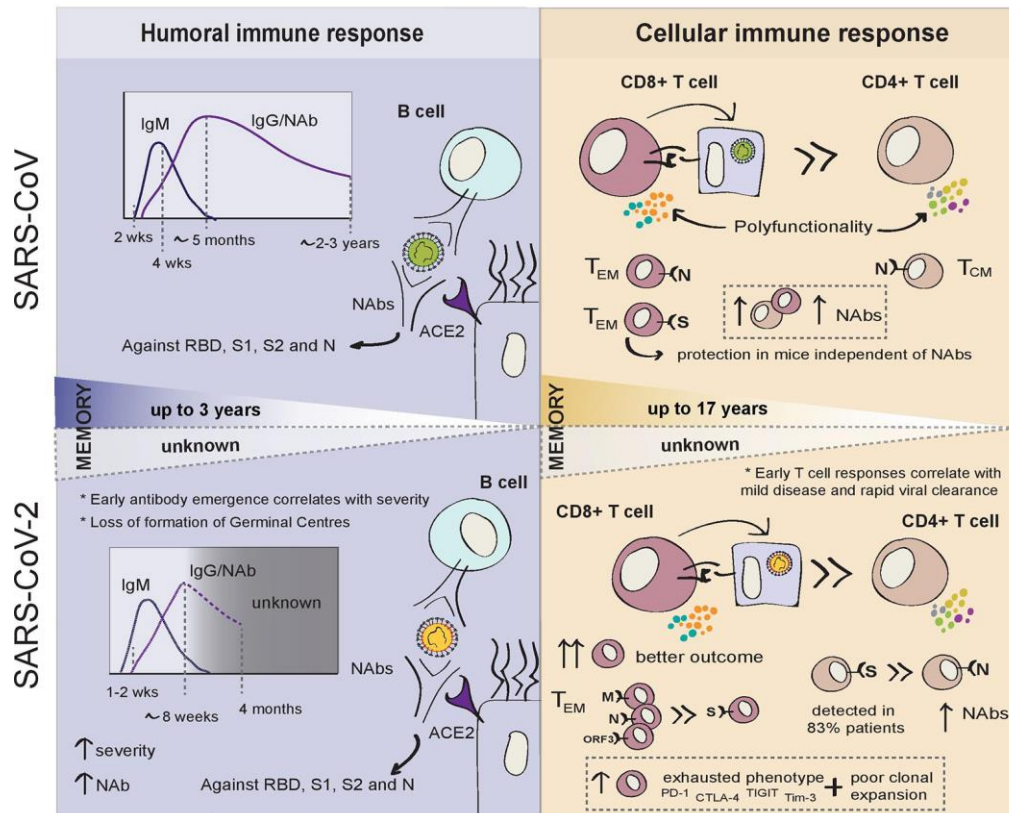 Humoral immune response
Cellular immune response
SARS-CoV
IgM
IgG/NAb
2 wks
4 wks
~ 5 months
~2-3 years
B cell
NAbs
ACE2
Against RBD, S1, S2 and N
CD8+ T cell
CD4+ T cell
>>
Polyfunctionality
TEM
N
TEM
S
N
TCM
↑ ↑ NAbs
protection in mice independent of NAbs
MEMORY
up to 3 years
unknown
MEMORY
up to 17 years
unknown
SARS-CoV-2
* Early antibody emergence correlates with severity
* Loss of formation of Germinal Centres
B cell
IgM
IgG/NAb
unknown
1-2 wks
~ 8 weeks
4 months
NAbs
ACE2
↑ severity
↑ NAb
Against RBD, S1, S2 and N
* Early T cell responses correlate with
mild disease and rapid viral clearance
CD8+ T cell
CD4+ T cell
>>
↑↑ better outcome
TEM
M
N
ORF3
>> S
S >> N
detected in
83% patients
↑ NAbs
↑ exhausted phenotype + poor clonal
expansion
PD-1 CTLA-4 TIGIT Tim-3